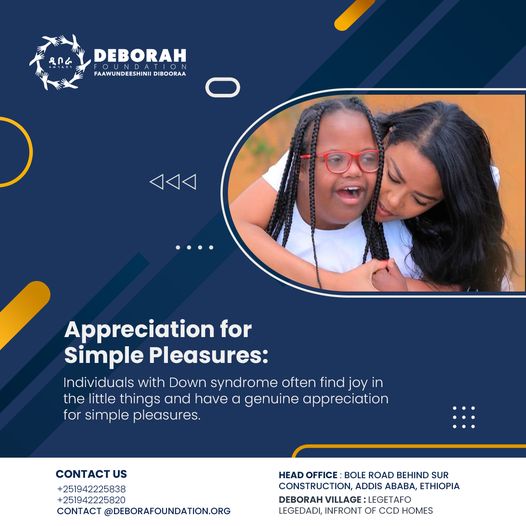 ዲቦራ
DEBORAH
FOUNDATION
FAAWUNDEESHINII DIBOORAA
Appreciation for
Simple Pleasures:
Individuals with Down syndrome often find joy in
the little things and have a genuine appreciation
for simple pleasures.
CONTACT US
+251942225838
+251942225820
CONTACT @DEBORAFOUNDATION.ORG
HEAD OFFICE : BOLE ROAD BEHIND SUR
CONSTRUCTION, ADDIS ABABA, ETHIOPIA
DEBORAH VILLAGE : LEGETAFO
LEGEDADI, INFRONT OF CCD HOMES